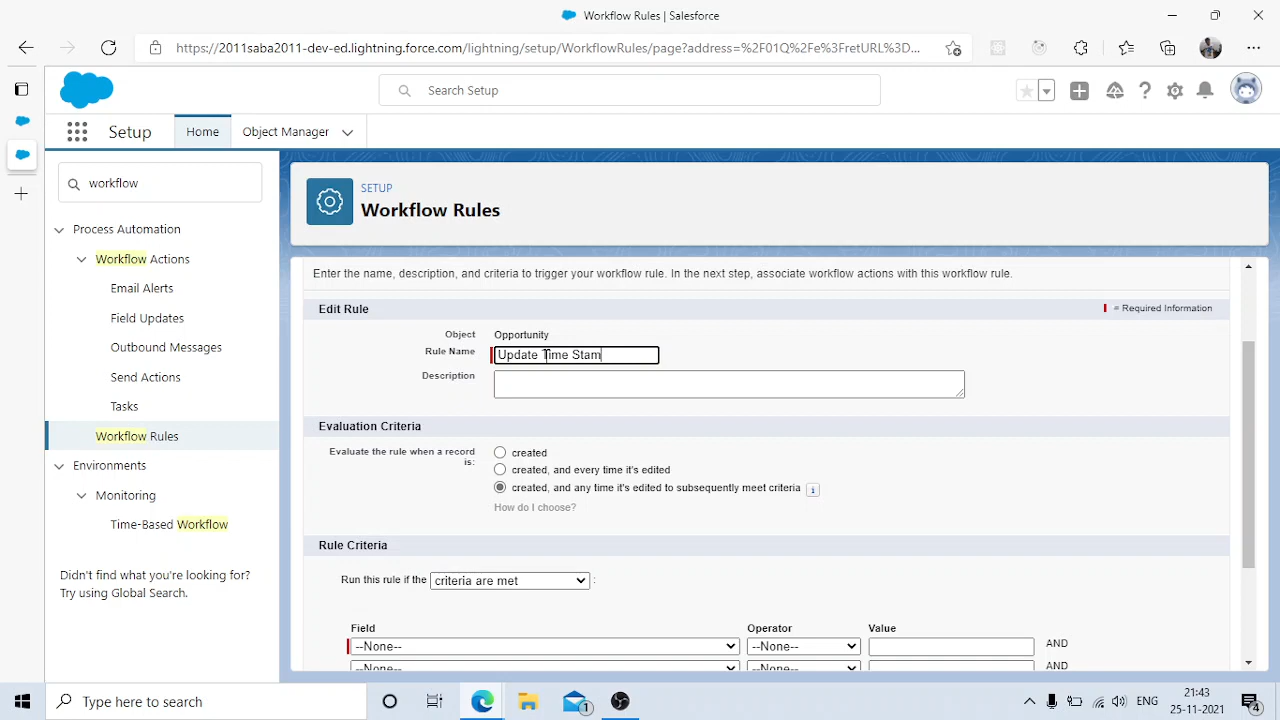 Workflow Rules | Salesforce
https://2011saba2011-dev-ed.lightning.force.com/lightning/setup/WorkflowRules/page?address=%2F01Q%2Fe%3FretURL%3D...
Search Setup
Setup
Home
Object Manager
workflow
Process Automation
Workflow Actions
Email Alerts
Field Updates
Outbound Messages
Send Actions
Tasks
Workflow Rules
Environments
Monitoring
Time-Based Workflow
Didn't find what you're looking for?
Try using Global Search.
SETUP
Workflow Rules
Enter the name, description, and criteria to trigger your workflow rule. In the next step, associate workflow actions with this workflow rule.
Edit Rule
= Required Information
Object Opportunity
Rule Name Update Time Stam
Description
Evaluation Criteria
Evaluate the rule when a record
is:
created
created, and every time it's edited
created, and any time it's edited to subsequently meet criteria
How do I choose?
Rule Criteria
Run this rule if the criteria are met :
Field Operator Value
--None-- --None-- AND
--None-- --None-- AND
Type here to search
1
ENG
21:43
25-11-2021
4